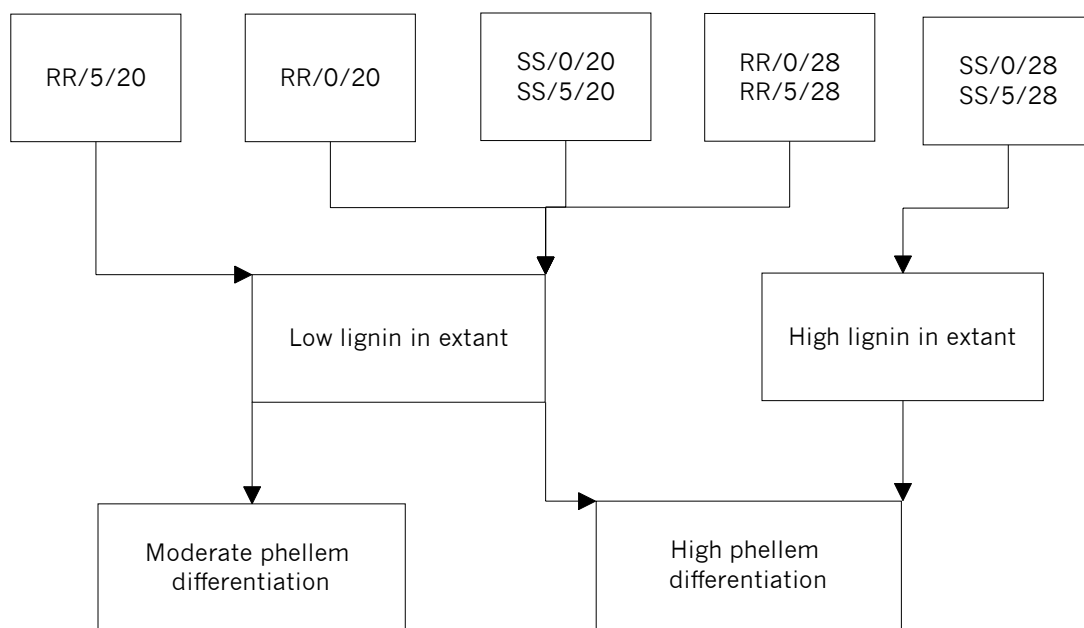 RR/5/20
RR/0/20
SS/0/20
SS/5/20
RR/0/28
RR/5/28
SS/0/28
SS/5/28
Low lignin in extant
High lignin in extant
Moderate phellem
differentiation
High phellem
differentiation